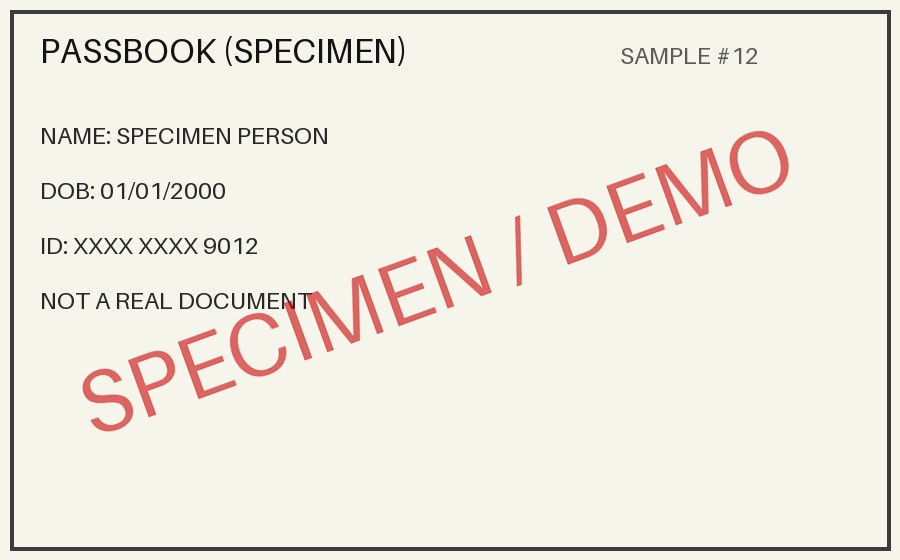 PASSBOOK (SPECIMEN)
SAMPLE #12
NAME: SPECIMEN PERSON
DOB: 01/01/2000
ID: XXXX XXXX 9012
NOT A REAL DOCUMENT
SPECIMEN / DEMO